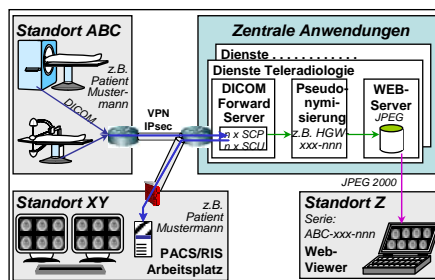 Standort ABC
z.B.
Patient
Muster-
mann
DICOM
VPN
IPsec
Zentrale Anwendungen
Dienste . . . . . . . . . . . .
Dienste Teleradiologie
DICOM
Forward
Server
n x SCP
n x SCU
Pseudo-
nymi-
sierung
z.B. HGW-
xxx-nnn
WEB-
Server
JPEG
JPEG 2000
Standort XY
z.B.
Patient
Mustermann
PACS/RIS
Arbeitsplatz
Standort Z
Serie:
ABC-xxx-nnn
Web-
Viewer